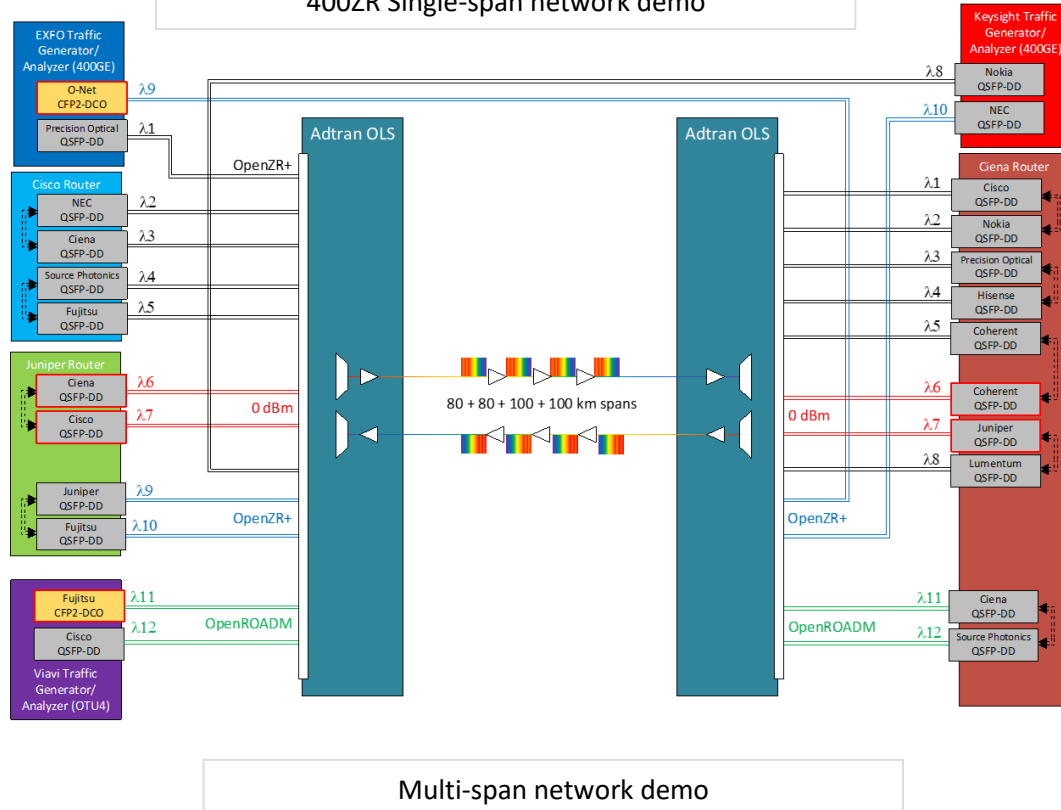 400ZR Single-span network demo
EXFO Traffic
Generator/
Analyzer (400GE)
O-Net
CFP2-DCO
λ9
Precision Optical
QSFP-DD
λ1
Cisco Router
NEC
QSFP-DD
λ2
Ciena
QSFP-DD
λ3
Source Photonics
QSFP-DD
λ4
Fujitsu
QSFP-DD
λ5
Juniper Router
Ciena
QSFP-DD
λ6
Cisco
QSFP-DD
λ7
Juniper
QSFP-DD
λ9
Fujitsu
QSFP-DD
λ10
Fujitsu
CFP2-DCO
λ11
Cisco
QSFP-DD
λ12
Viavi Traffic
Generator/
Analyzer (OTU4)
OpenZR+
0 dBm
OpenZR+
OpenROADM
Adtran OLS
80 + 80 + 100 + 100 km spans
Adtran OLS
0 dBm
OpenZR+
OpenROADM
Keysight Traffic
Generator/
Analyzer (400GE)
λ8
Nokia
QSFP-DD
λ10
NEC
QSFP-DD
Ciena Router
λ1
Cisco
QSFP-DD
λ2
Nokia
QSFP-DD
λ3
Precision Optical
QSFP-DD
λ4
Hisense
QSFP-DD
λ5
Coherent
QSFP-DD
λ6
Coherent
QSFP-DD
λ7
Juniper
QSFP-DD
λ8
Lumentum
QSFP-DD
λ11
Ciena
QSFP-DD
λ12
Source Photonics
QSFP-DD
Multi-span network demo